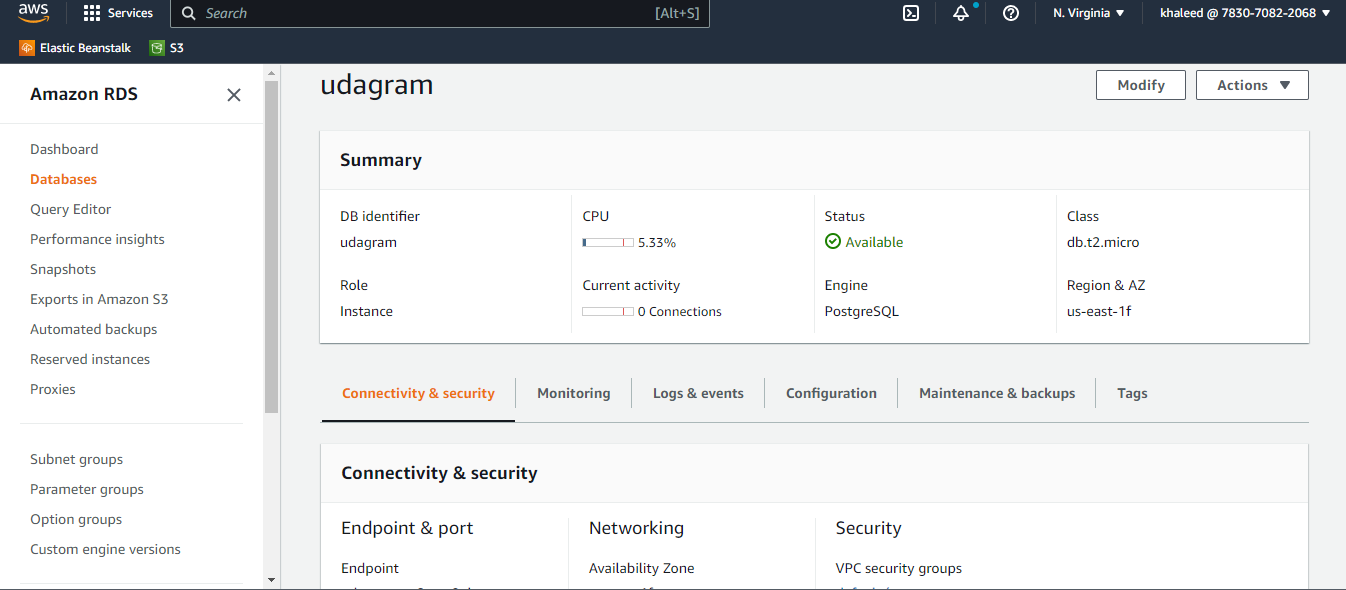 aws
Services
Search
[Alt+S]
N. Virginia
khaleed @ 7830-7082-2068
Elastic Beanstalk
S3
Amazon RDS
Dashboard
Databases
Query Editor
Performance insights
Snapshots
Exports in Amazon S3
Automated backups
Reserved instances
Proxies
Subnet groups
Parameter groups
Option groups
Custom engine versions
udagram
Modify
Actions
Summary
DB identifier
udagram
CPU
5.33%
Status
Available
Class
db.t2.micro
Role
Instance
Current activity
0 Connections
Engine
PostgreSQL
Region & AZ
us-east-1f
Connectivity & security
Monitoring
Logs & events
Configuration
Maintenance & backups
Tags
Connectivity & security
Endpoint & port
Endpoint
Networking
Availability Zone
Security
VPC security groups